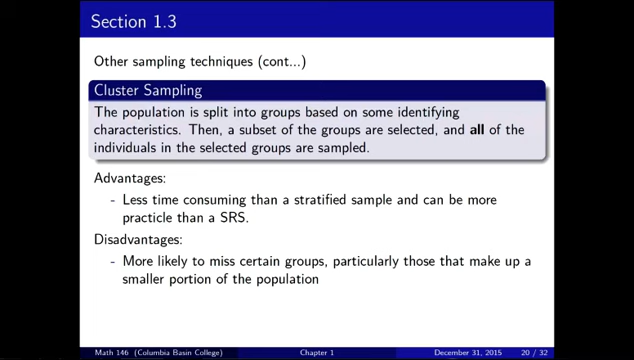 Section 1.3
Other sampling techniques (cont...)
Cluster Sampling
The population is split into groups based on some identifying
characteristics. Then, a subset of the groups are selected, and all of the
individuals in the selected groups are sampled.
Advantages:
- Less time consuming than a stratified sample and can be more
practicle than a SRS.
Disadvantages:
- More likely to miss certain groups, particularly those that make up a
smaller portion of the population
Math 146 (Columbia Basin College) Chapter 1 December 31, 2015 20 / 32